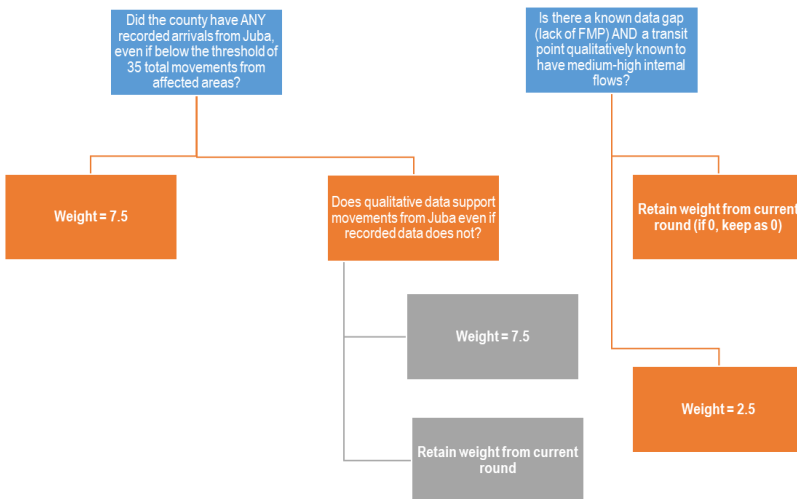 Did the county have ANY
recorded arrivals from Juba,
even if below the threshold of
35 total movements from
affected areas?
Is there a known data gap
(lack of FMP) AND a transit
point qualitatively known to
have medium-high internal
flows?
Weight = 7.5
Does qualitative data support
movements from Juba even if
recorded data does not?
Retain weight from current
round (if 0, keep as 0)
Weight = 7.5
Weight = 2.5
Retain weight from current
round